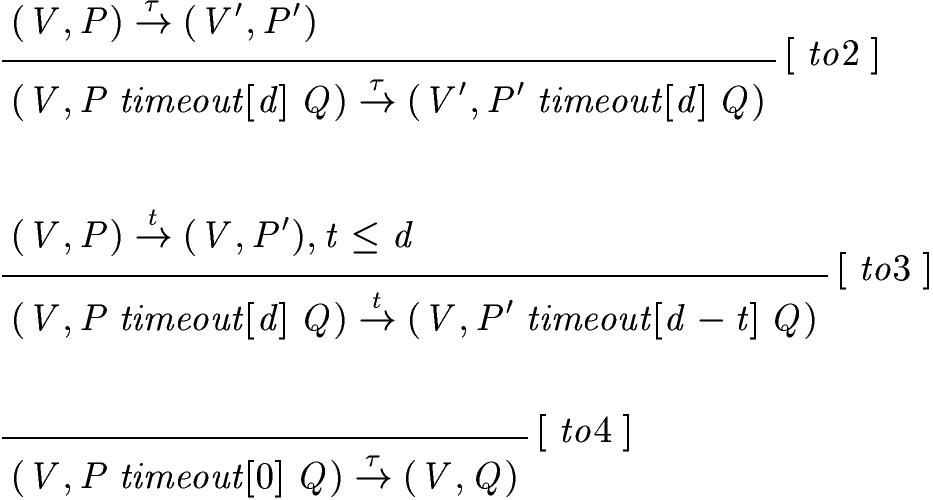 (V, P) →^τ (V′, P′)
[ to2 ]
(V, P timeout[d] Q) →^τ (V′, P′ timeout[d] Q)
(V, P) →^t (V, P′), t ≤ d
[ to3 ]
(V, P timeout[d] Q) →^t (V, P′ timeout[d − t] Q)
[ to4 ]
(V, P timeout[0] Q) →^τ (V, Q)